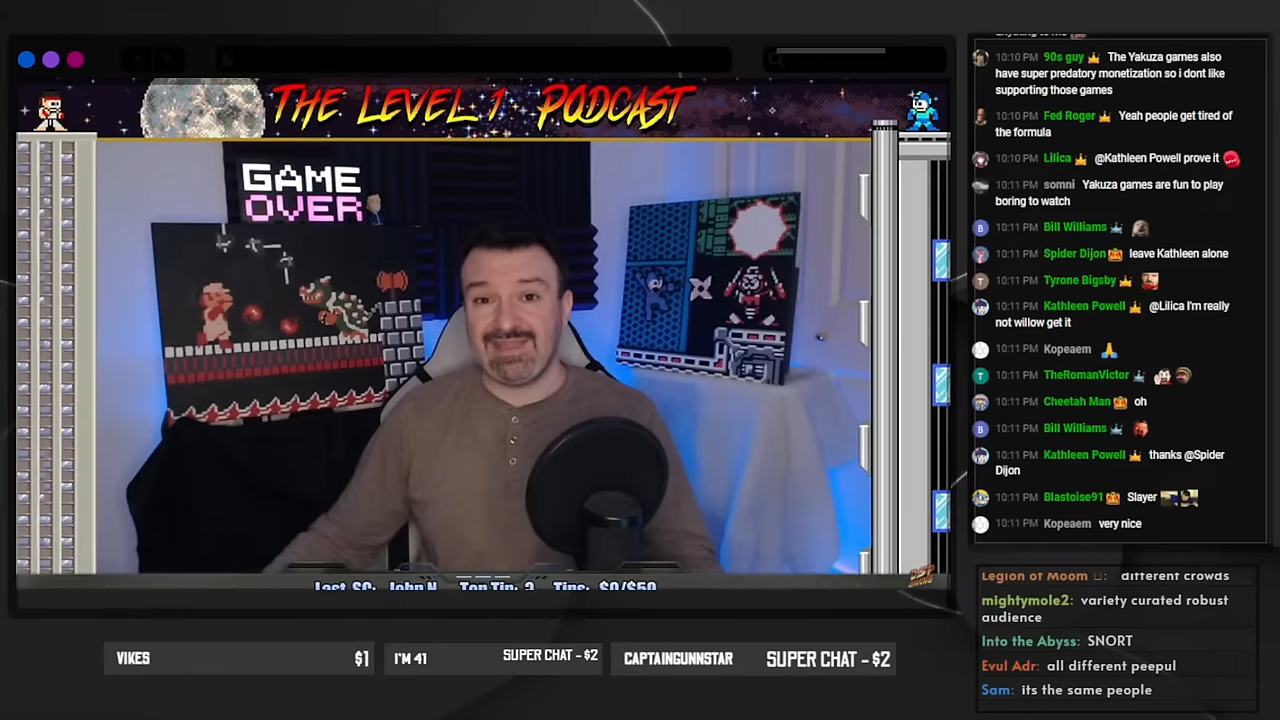 THE LEVEL 1 PODCAST
GAME
OVER
Last SC: John N Top Tip: ? Tips: $0/$50
VIKES $1
I'M 41 SUPER CHAT - $2
CAPTAINGUNNSTAR SUPER CHAT - $2
10:10 PM 90s guy The Yakuza games also
have super predatory monetization so i dont like
supporting those games
10:10 PM Fed Roger Yeah people get tired of
the formula
10:10 PM Lilica @Kathleen Powell prove it
10:11 PM somni Yakuza games are fun to play
boring to watch
10:11 PM Bill Williams
10:11 PM Spider Dijon leave Kathleen alone
10:11 PM Tyrone Bigsby
10:11 PM Kathleen Powell @Lilica I'm really
not willow get it
10:11 PM Kopeaem
10:11 PM TheRomanVictor
10:11 PM Cheetah Man oh
10:11 PM Bill Williams
10:11 PM Kathleen Powell thanks @Spider
Dijon
10:11 PM Blastoise91 Slayer
10:11 PM Kopeaem very nice
Legion of Moom : different crowds
mightymole2: variety curated robust
audience
Into the Abyss: SNORT
Evul Adr: all different peepul
Sam: its the same people